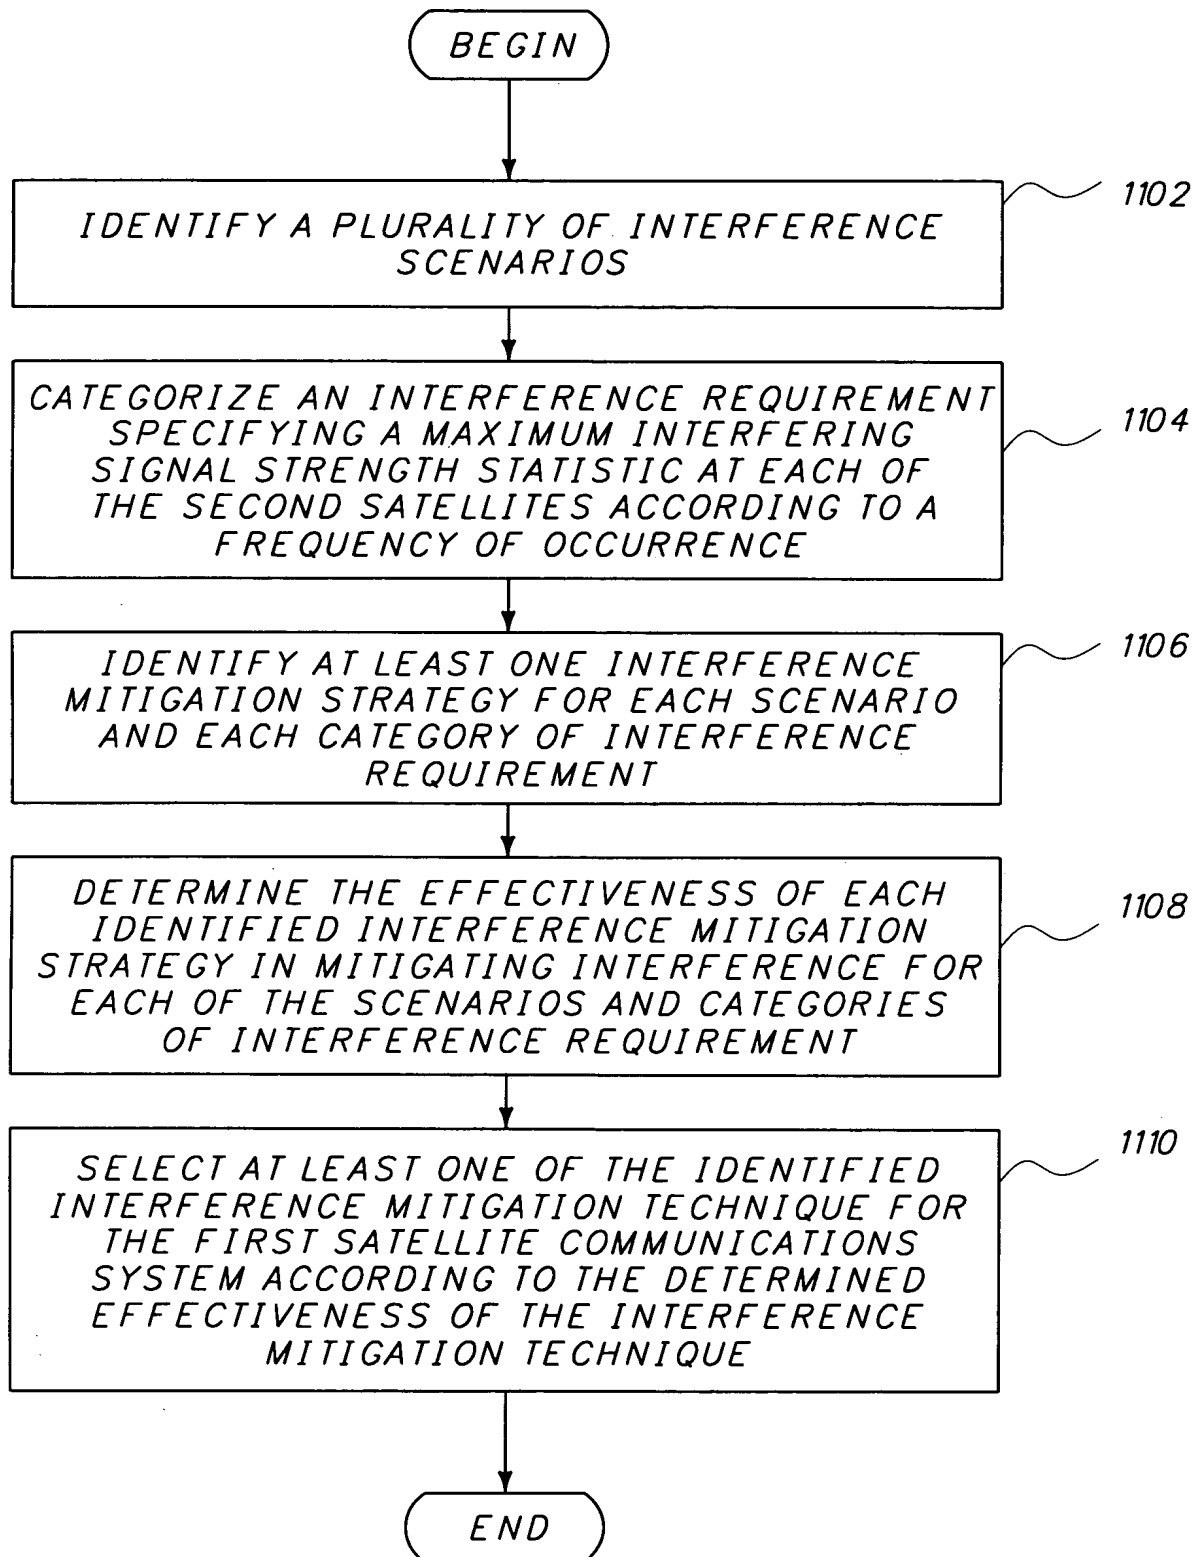 BEGIN
IDENTIFY A PLURALITY OF INTERFERENCE
SCENARIOS
1102
CATEGORIZE AN INTERFERENCE REQUIREMENT
SPECIFYING A MAXIMUM INTERFERING
SIGNAL STRENGTH STATISTIC AT EACH OF
THE SECOND SATELLITES ACCORDING TO A
FREQUENCY OF OCCURRENCE
1104
IDENTIFY AT LEAST ONE INTERFERENCE
MITIGATION STRATEGY FOR EACH SCENARIO
AND EACH CATEGORY OF INTERFERENCE
REQUIREMENT
1106
DETERMINE THE EFFECTIVENESS OF EACH
IDENTIFIED INTERFERENCE MITIGATION
STRATEGY IN MITIGATING INTERFERENCE FOR
EACH OF THE SCENARIOS AND CATEGORIES
OF INTERFERENCE REQUIREMENT
1108
SELECT AT LEAST ONE OF THE IDENTIFIED
INTERFERENCE MITIGATION TECHNIQUE FOR
THE FIRST SATELLITE COMMUNICATIONS
SYSTEM ACCORDING TO THE DETERMINED
EFFECTIVENESS OF THE INTERFERENCE
MITIGATION TECHNIQUE
1110
END